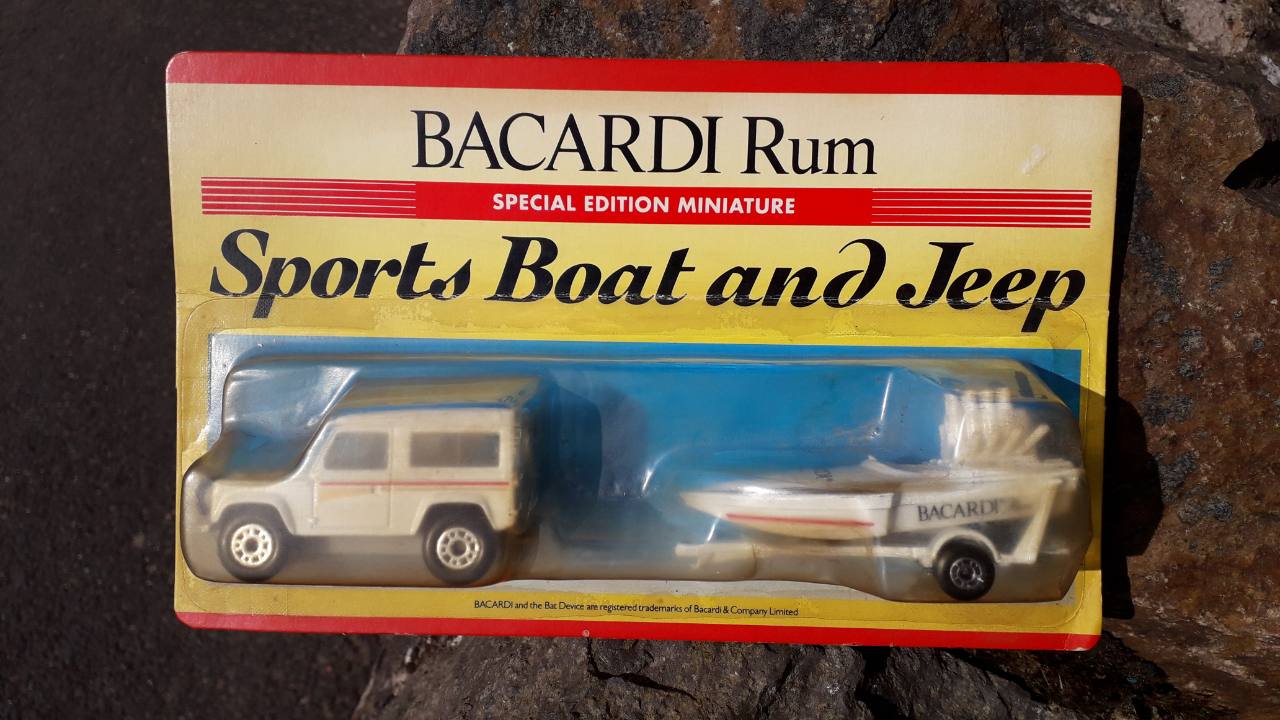 BACARDI Rum
SPECIAL EDITION MINIATURE
Sports Boat and Jeep
BACARDI
BACARDI and the Bat Device are registered trademarks of Bacardi & Company Limited